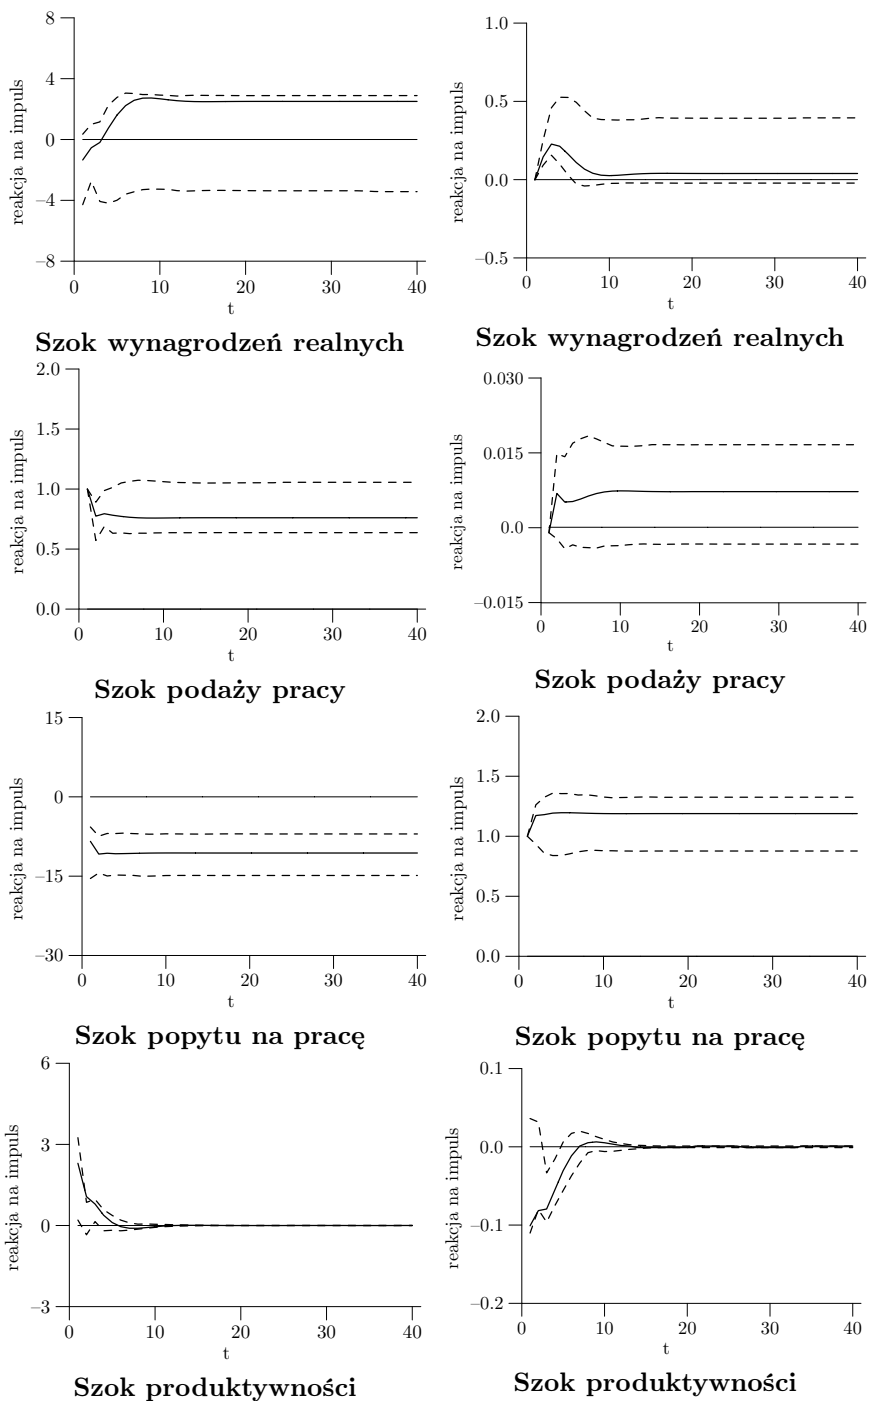 8
4
0
−4
−8
reakcja na impuls
0 10 20 30 40
t
1.0
0.5
0.0
−0.5
reakcja na impuls
0 10 20 30 40
t
Szok wynagrodzeń realnych
Szok wynagrodzeń realnych
2.0
1.5
1.0
0.5
0.0
reakcja na impuls
0 10 20 30 40
t
0.030
0.015
0.0
−0.015
reakcja na impuls
0 10 20 30 40
t
Szok podaży pracy
Szok podaży pracy
15
0
−15
−30
reakcja na impuls
0 10 20 30 40
t
2.0
1.5
1.0
0.5
0.0
reakcja na impuls
0 10 20 30 40
t
Szok popytu na pracę
Szok popytu na pracę
6
3
0
−3
reakcja na impuls
0 10 20 30 40
t
0.1
0.0
−0.1
−0.2
reakcja na impuls
0 10 20 30 40
t
Szok produktywności
Szok produktywności